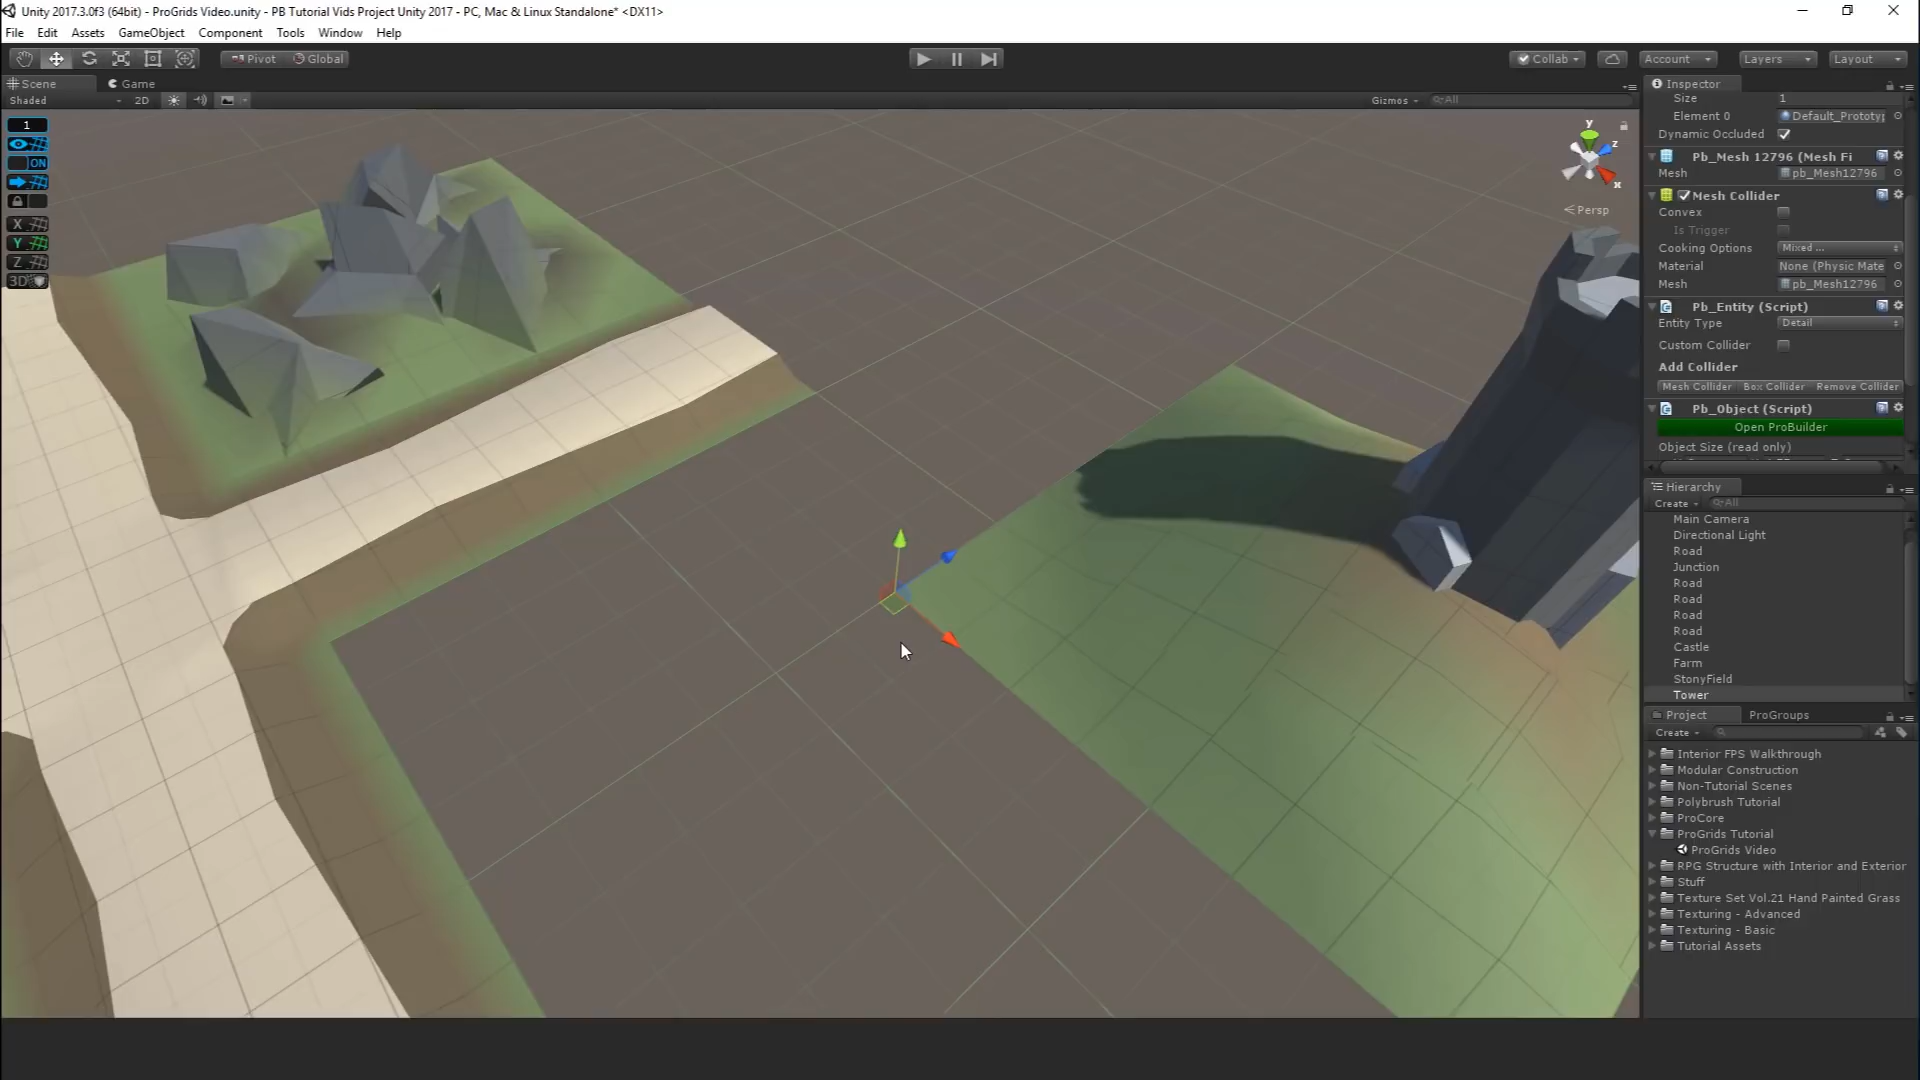 Unity 2017.3.0f3 (64bit) - ProGrids Video.unity - PB Tutorial Vids Project Unity 2017 - PC, Mac & Linux Standalone* <DX11>
File Edit Assets GameObject Component Tools Window Help
Pivot Global Collab Account Layers Layout
Scene Game
Shaded 2D Gizmos All
1
ON
X
Y
Z
3D
y
z
x
Persp
Inspector
Size 1
Element 0 Default_Prototyp
Dynamic Occluded
Pb_Mesh 12796 (Mesh Fi
Mesh pb_Mesh12796
Mesh Collider
Convex
Is Trigger
Cooking Options Mixed ...
Material None (Physic Mate
Mesh pb_Mesh12796
Pb_Entity (Script)
Entity Type Detail
Custom Collider
Add Collider
Mesh Collider Box Collider Remove Collider
Pb_Object (Script)
Open ProBuilder
Object Size (read only)
Hierarchy
Create All
Main Camera
Directional Light
Road
Junction
Road
Road
Road
Road
Castle
Farm
StonyField
Tower
Project ProGroups
Create
Interior FPS Walkthrough
Modular Construction
Non-Tutorial Scenes
Polybrush Tutorial
ProCore
ProGrids Tutorial
ProGrids Video
RPG Structure with Interior and Exterior
Stuff
Texture Set Vol.21 Hand Painted Grass
Texturing - Advanced
Texturing - Basic
Tutorial Assets